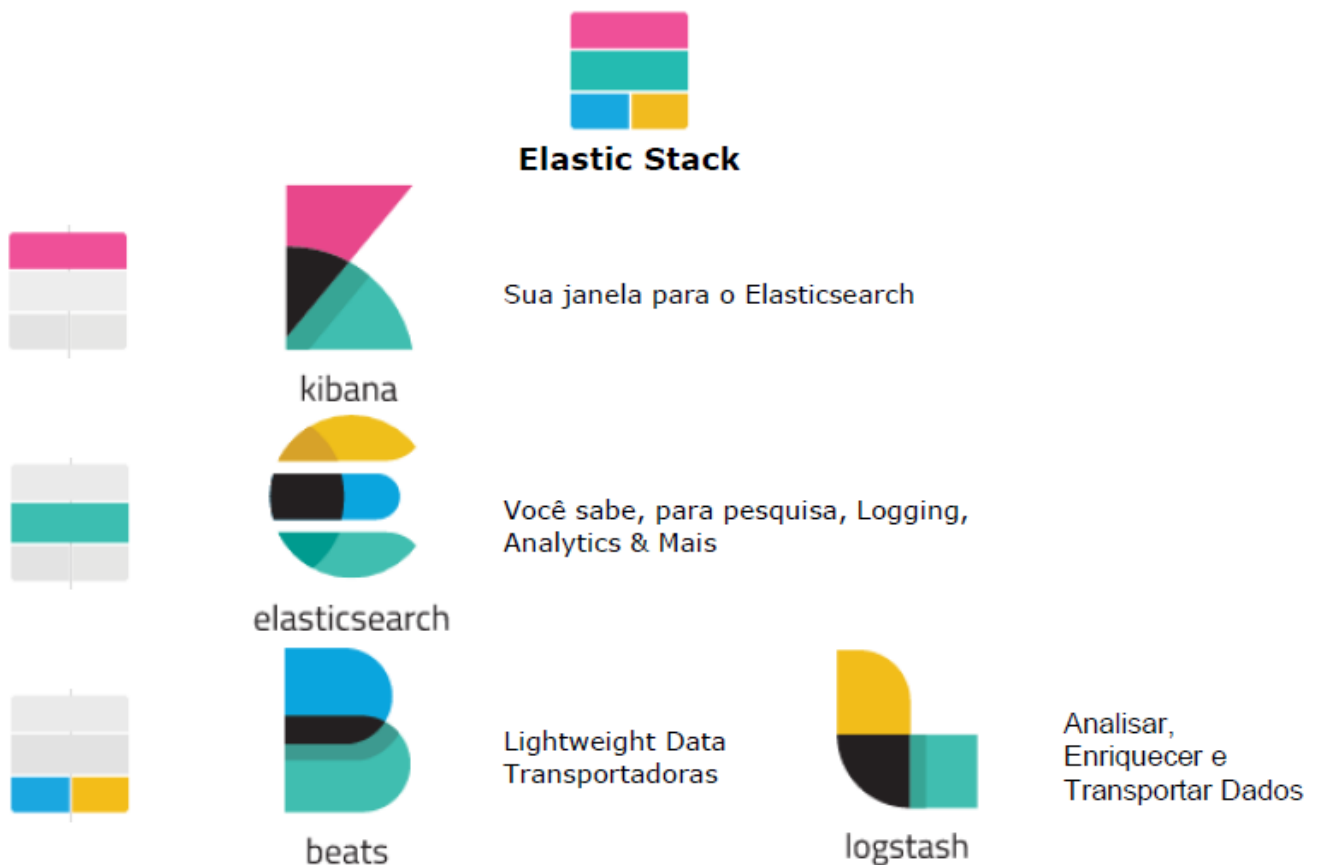 Elastic Stack
Sua janela para o Elasticsearch
kibana
Você sabe, para pesquisa, Logging,
Analytics & Mais
elasticsearch
Lightweight Data
Transportadoras
beats
Analisar,
Enriquecer e
Transportar Dados
logstash